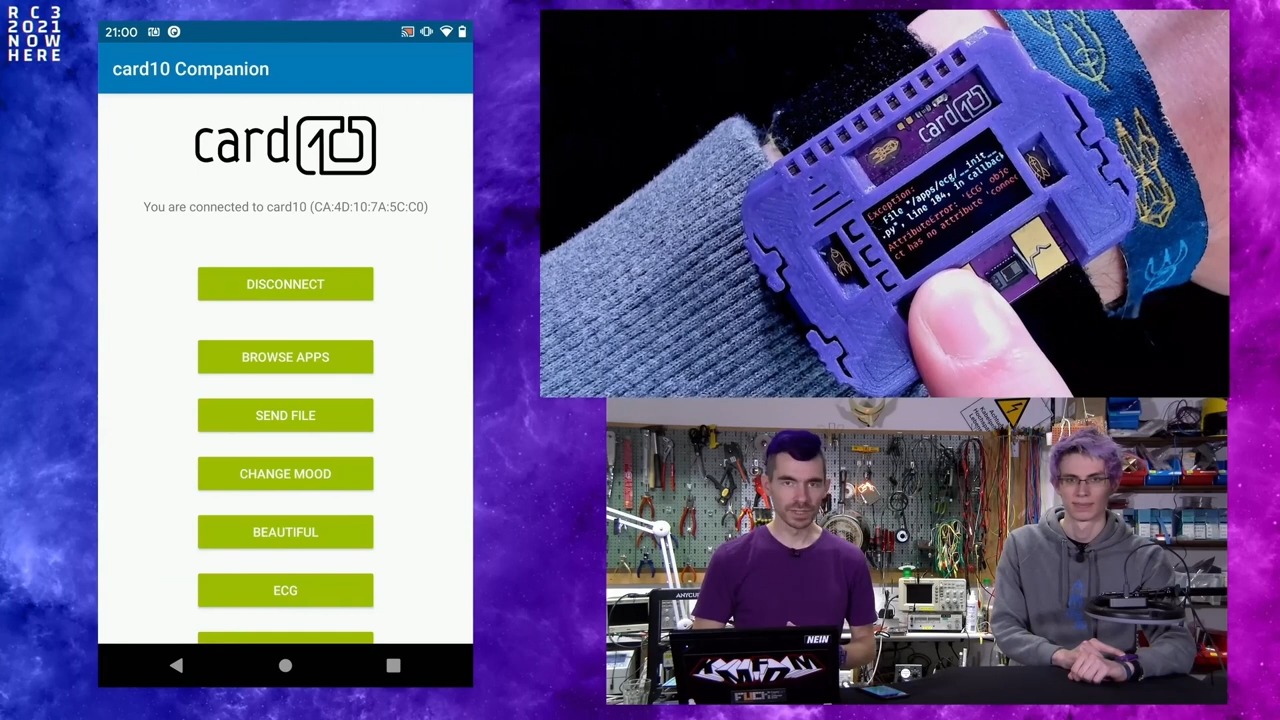 R C 3
2021
NOW
HERE
21:00
card10 Companion
card10
You are connected to card10 (CA:4D:10:7A:5C:C0)
DISCONNECT
BROWSE APPS
SEND FILE
CHANGE MOOD
BEAUTIFUL
ECG
card10
Exception:
File "/apps/ecg/__init__
.py", line 184, in callback
AttributeError: 'ECG' obje
ct has no attribute 'connec
ANYCUB
NEIN